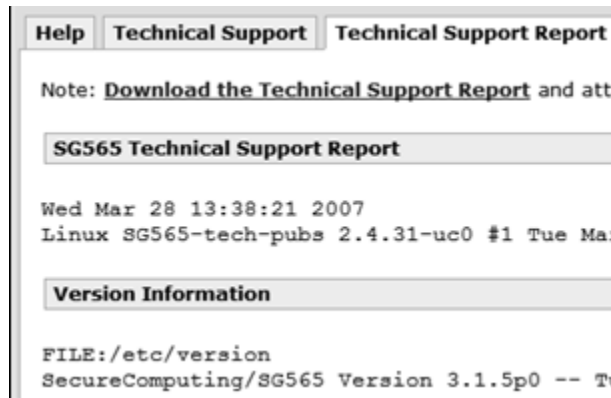 Help Technical Support Technical Support Report
Note: Download the Technical Support Report and att
SG565 Technical Support Report
Wed Mar 28 13:38:21 2007
Linux SG565-tech-pubs 2.4.31-uc0 #1 Tue Ma
Version Information
FILE:/etc/version
SecureComputing/SG565 Version 3.1.5p0 -- Tu